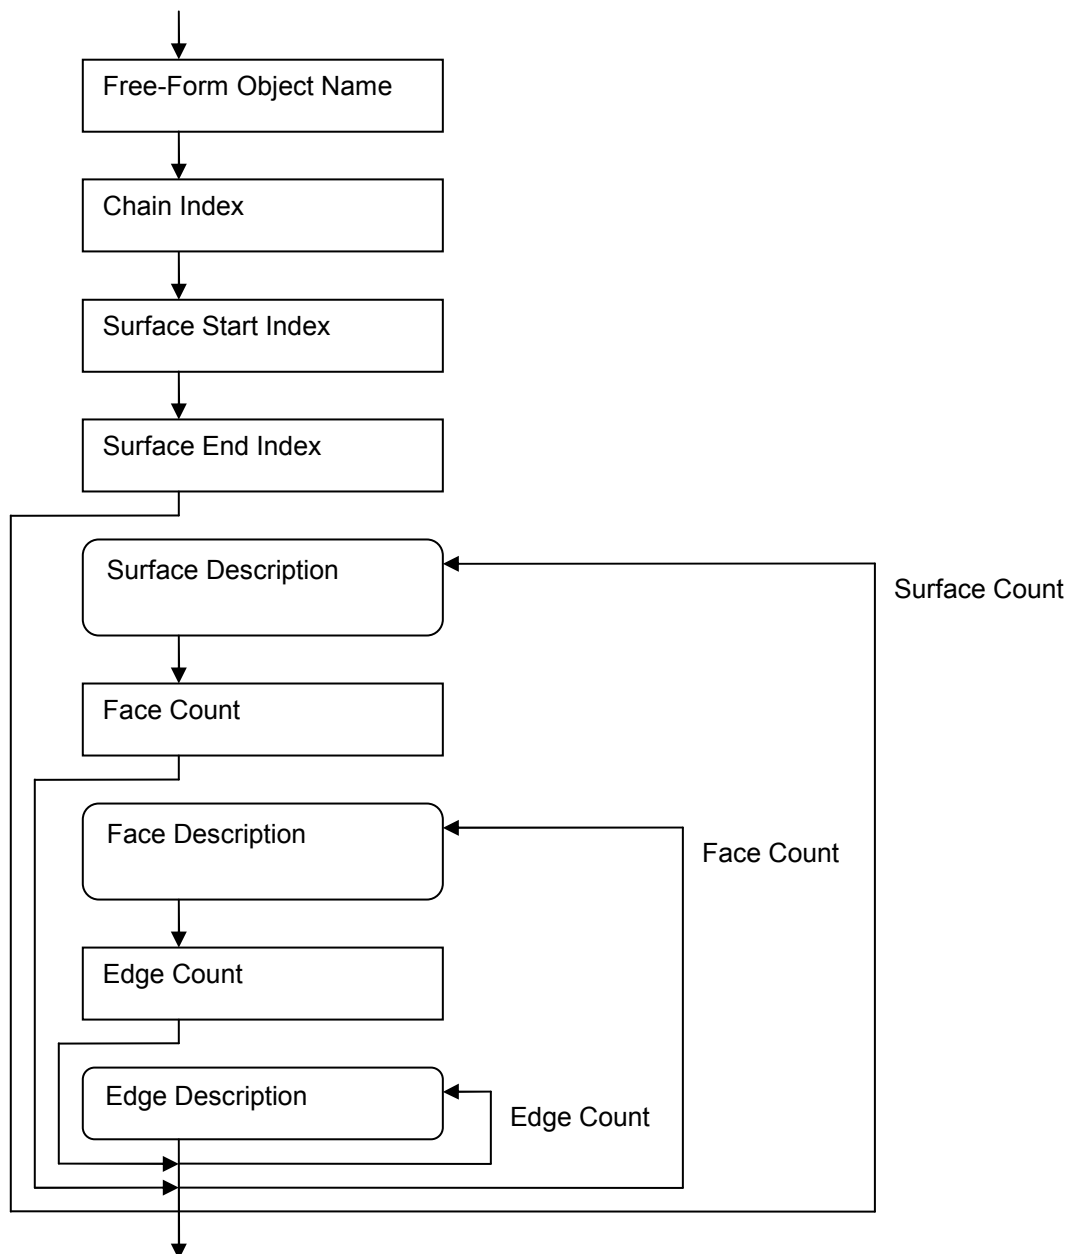 Free-Form Object Name
Chain Index
Surface Start Index
Surface End Index
Surface Description
Surface Count
Face Count
Face Description
Face Count
Edge Count
Edge Description
Edge Count